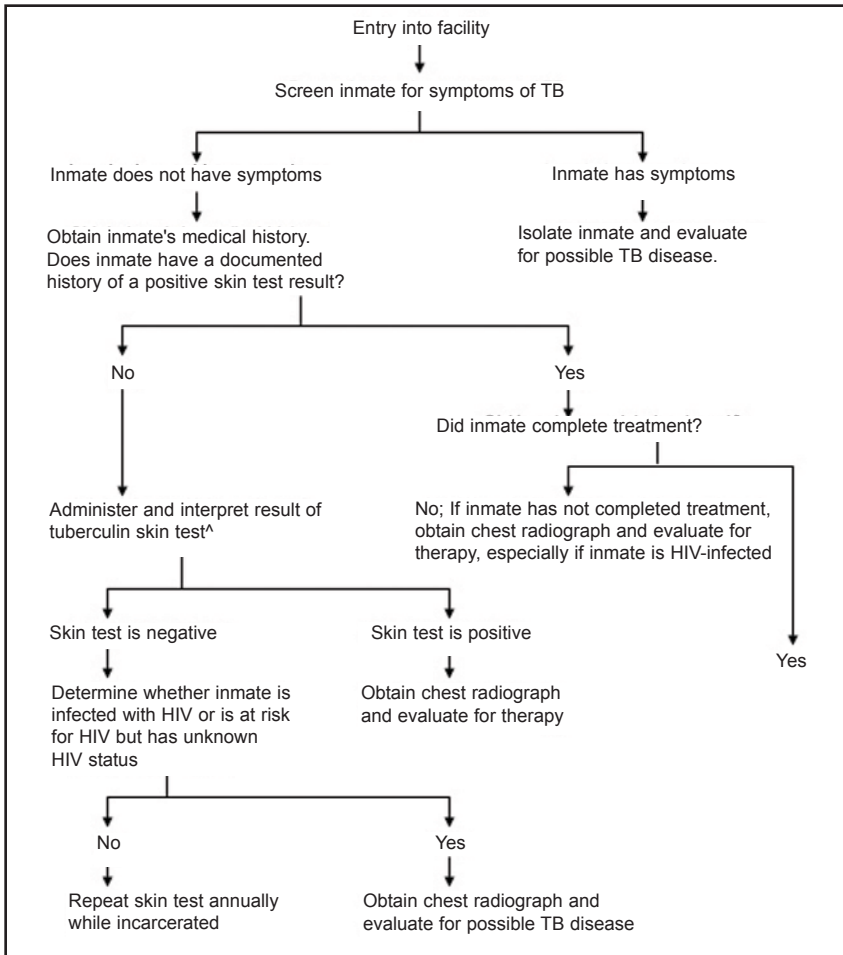 Entry into facility
Screen inmate for symptoms of TB
Inmate does not have symptoms
Inmate has symptoms
Obtain inmate's medical history.
Does inmate have a documented
history of a positive skin test result?
Isolate inmate and evaluate
for possible TB disease.
No
Yes
Did inmate complete treatment?
Administer and interpret result of
tuberculin skin test^
No; If inmate has not completed treatment,
obtain chest radiograph and evaluate for
therapy, especially if inmate is HIV-infected
Yes
Skin test is negative
Skin test is positive
Determine whether inmate is
infected with HIV or is at risk
for HIV but has unknown
HIV status
Obtain chest radiograph
and evaluate for therapy
No
Yes
Repeat skin test annually
while incarcerated
Obtain chest radiograph and
evaluate for possible TB disease